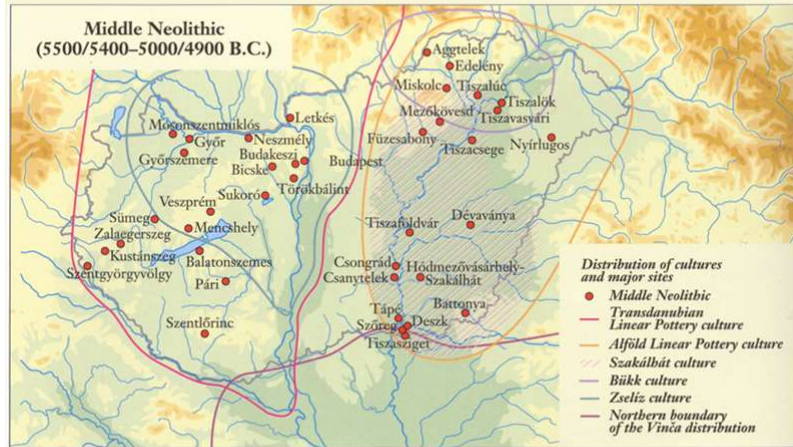 Middle Neolithic
(5500/5400–5000/4900 B.C.)
Aggtelek
Edelény
Miskolc
Tiszalúc
Tiszalök
Mezőkövesd
Tiszavasvári
Füzesabony
Tiszacsege
Nyírlugos
Letkés
Mosonszentmiklós
Győr
Neszmély
Győrszemere
Budakeszi
Budapest
Bicske
Törökbálint
Sukoró
Veszprém
Sümeg
Mencshely
Zalaegerszeg
Kustánszeg
Balatonszemes
Szentgyörgyvölgy
Pári
Szentlőrinc
Tiszaföldvár
Dévaványa
Csongrád
Hódmezővásárhely-
Csanytelek
Szakálhát
Tápé
Battonya
Szőreg
Deszk
Tiszasziget
Distribution of cultures
and major sites
Middle Neolithic
Transdanubian
Linear Pottery culture
Alföld Linear Pottery culture
Szakálhát culture
Bükk culture
Zselíz culture
Northern boundary
of the Vinča distribution